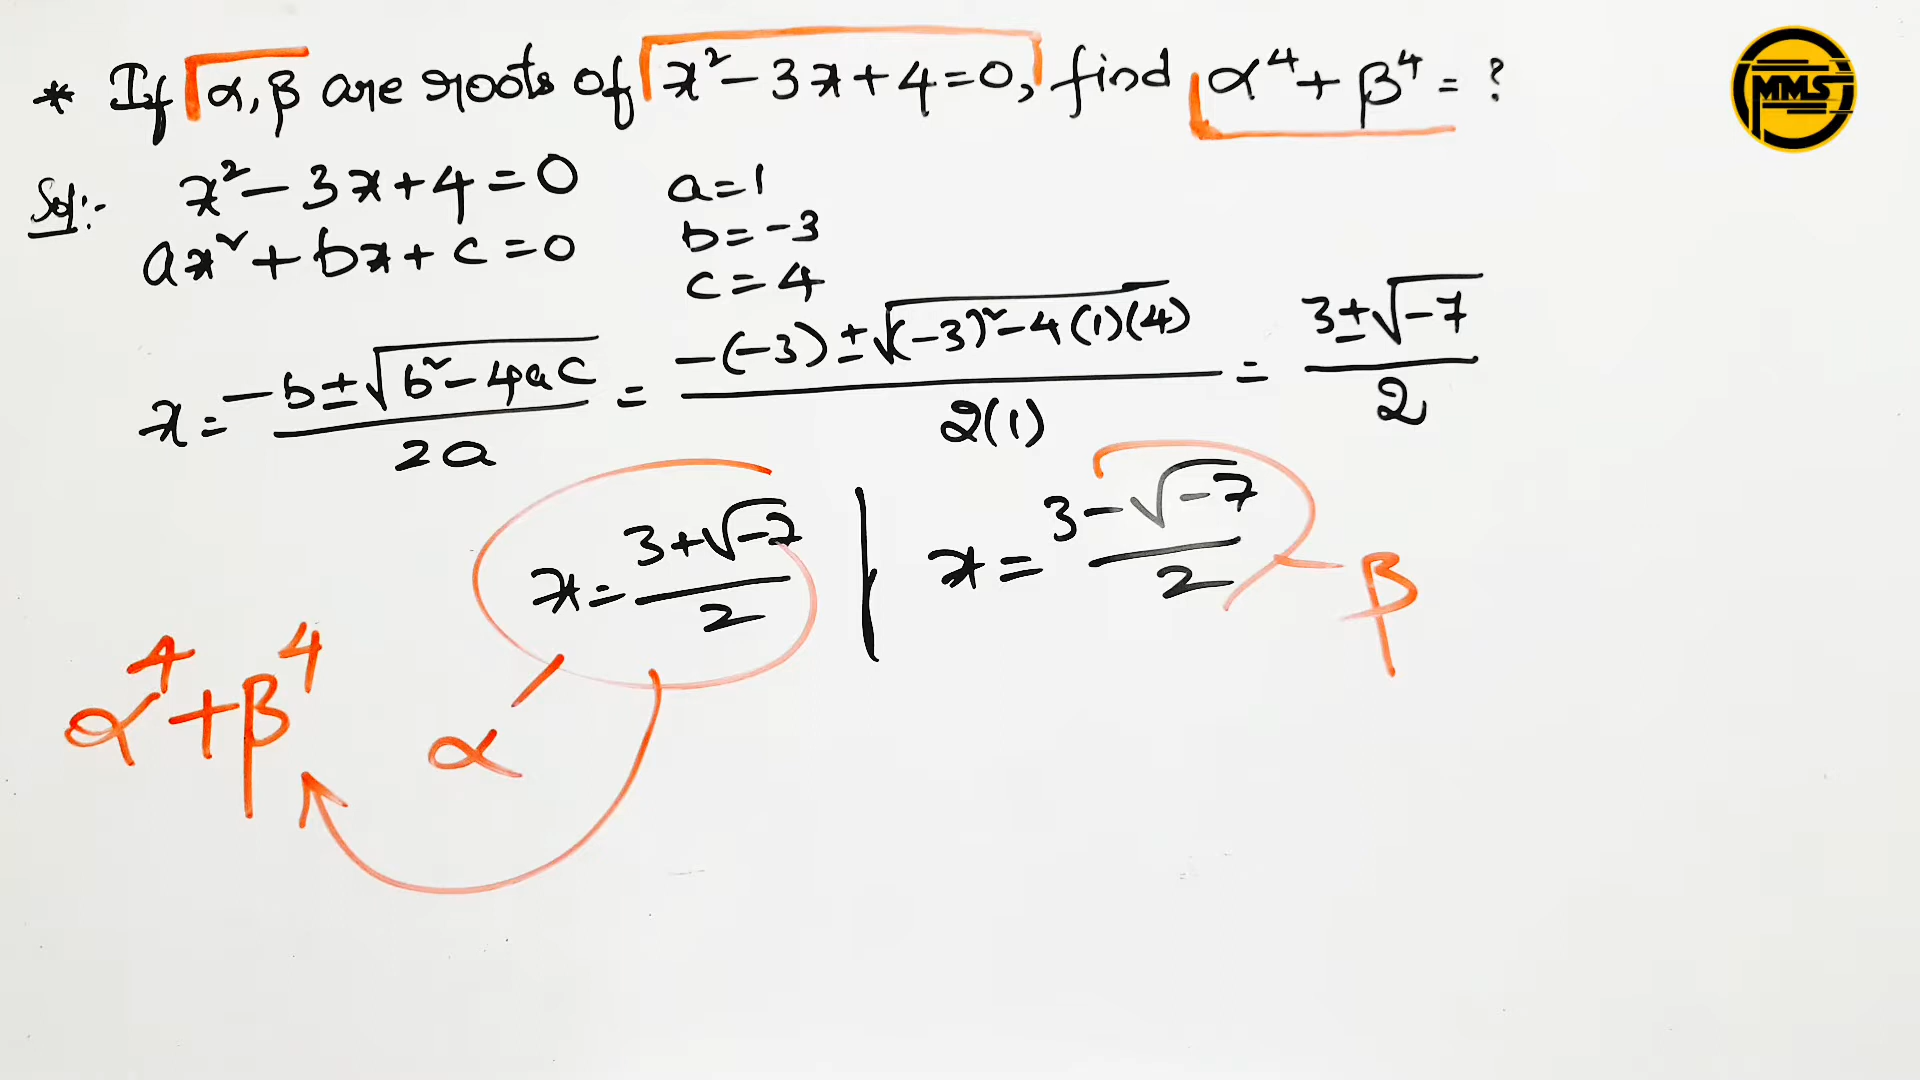 * If α, β are roots of x² - 3x + 4 = 0, find α⁴ + β⁴ = ?
MMS
Sol:- x² - 3x + 4 = 0
a = 1
ax² + bx + c = 0
b = -3
c = 4
x = (-b ± √(b² - 4ac))/2a = (-(-3) ± √((-3)² - 4(1)(4)))/2(1) = (3 ± √-7)/2
x = (3 + √-7)/2 | x = (3 - √-7)/2
β
α⁴ + β⁴
α